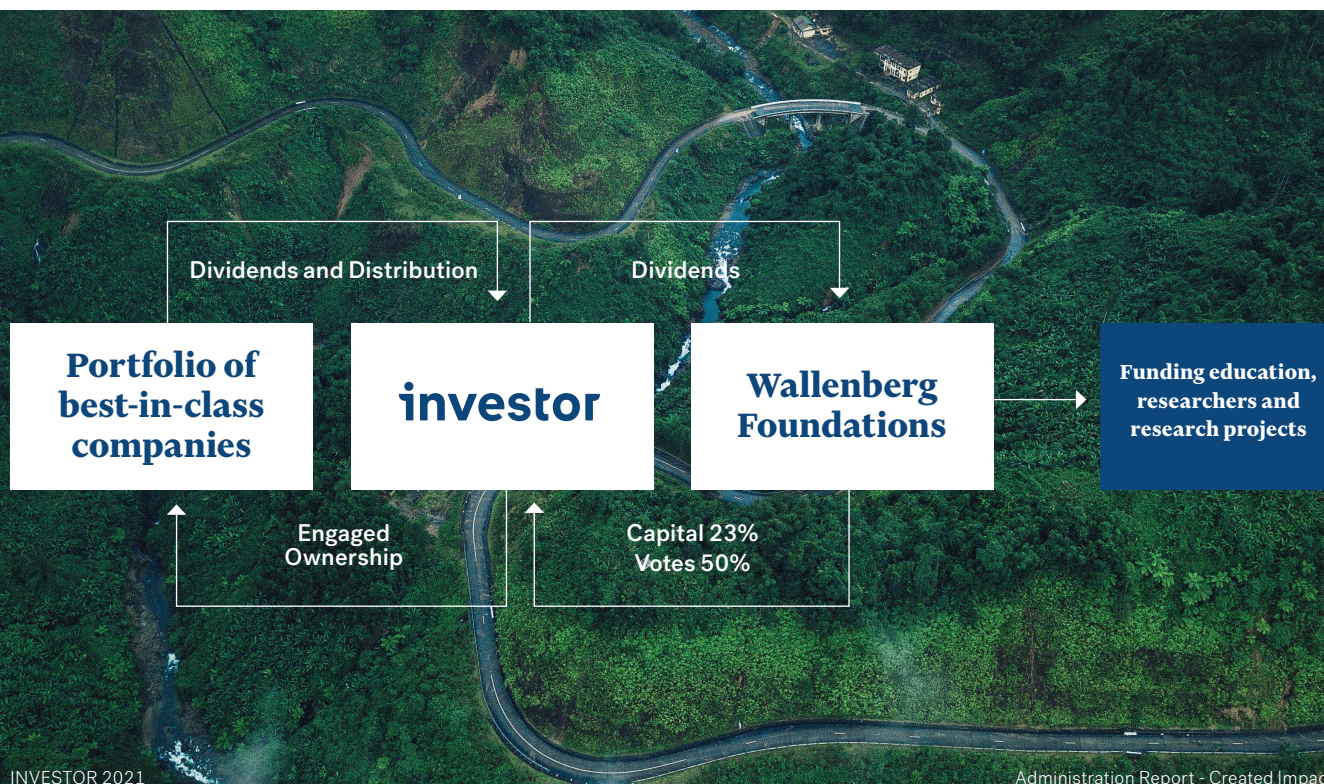 Dividends and Distribution
Dividends
Portfolio of
best-in-class
companies
investor
Wallenberg
Foundations
Funding education,
researchers and
research projects
Engaged
Ownership
Capital 23%
Votes 50%
INVESTOR 2021
Administration Report - Created Impac